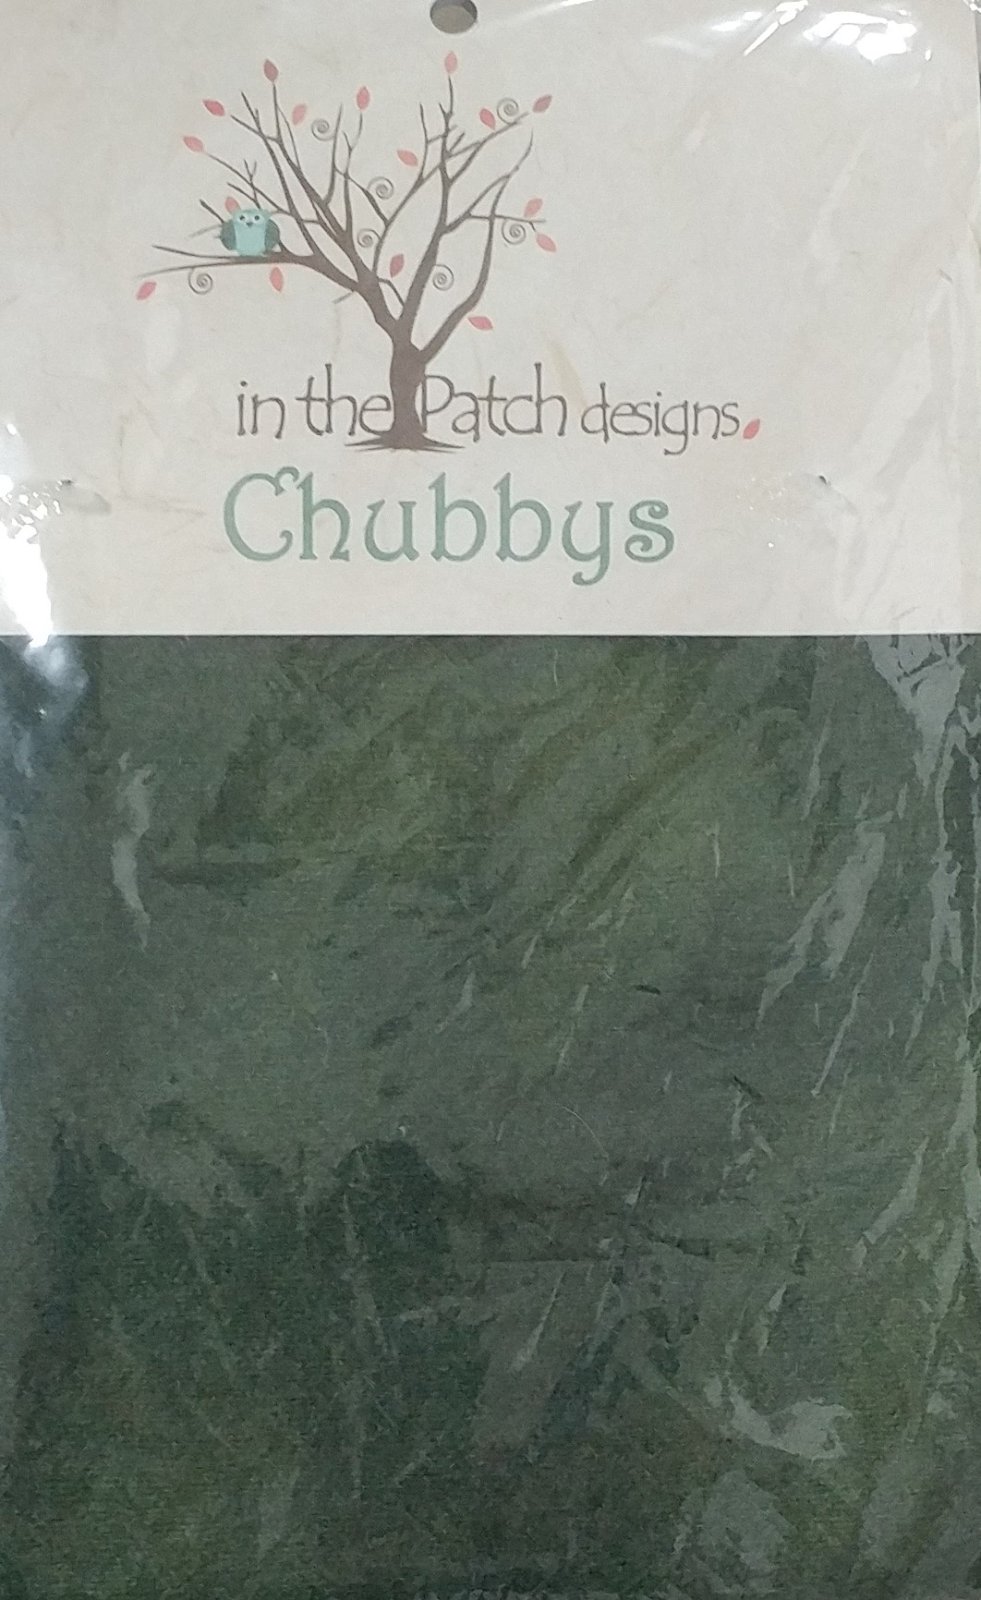 in the Patch designs.
Chubbys